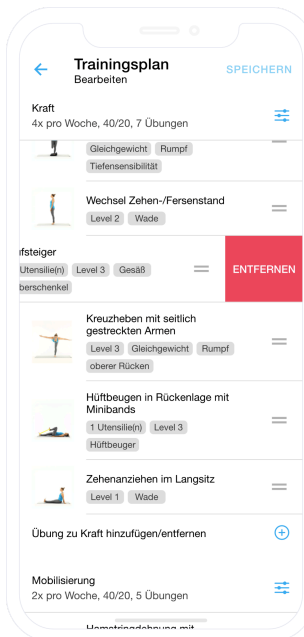 Trainingsplan
Bearbeiten
SPEICHERN
Kraft
4x pro Woche, 40/20, 7 Übungen
Gleichgewicht Rumpf
Tiefensensibilität
Wechsel Zehen-/Fersenstand
Level 2 Wade
fsteiger
Utensilie(n) Level 3 Gesäß
berschenkel
ENTFERNEN
Kreuzheben mit seitlich
gestreckten Armen
Level 3 Gleichgewicht Rumpf
oberer Rücken
Hüftbeugen in Rückenlage mit
Minibands
1 Utensilie(n) Level 3
Hüftbeuger
Zehenanziehen im Langsitz
Level 1 Wade
Übung zu Kraft hinzufügen/entfernen
Mobilisierung
2x pro Woche, 40/20, 5 Übungen
Hamstringdehnung mit